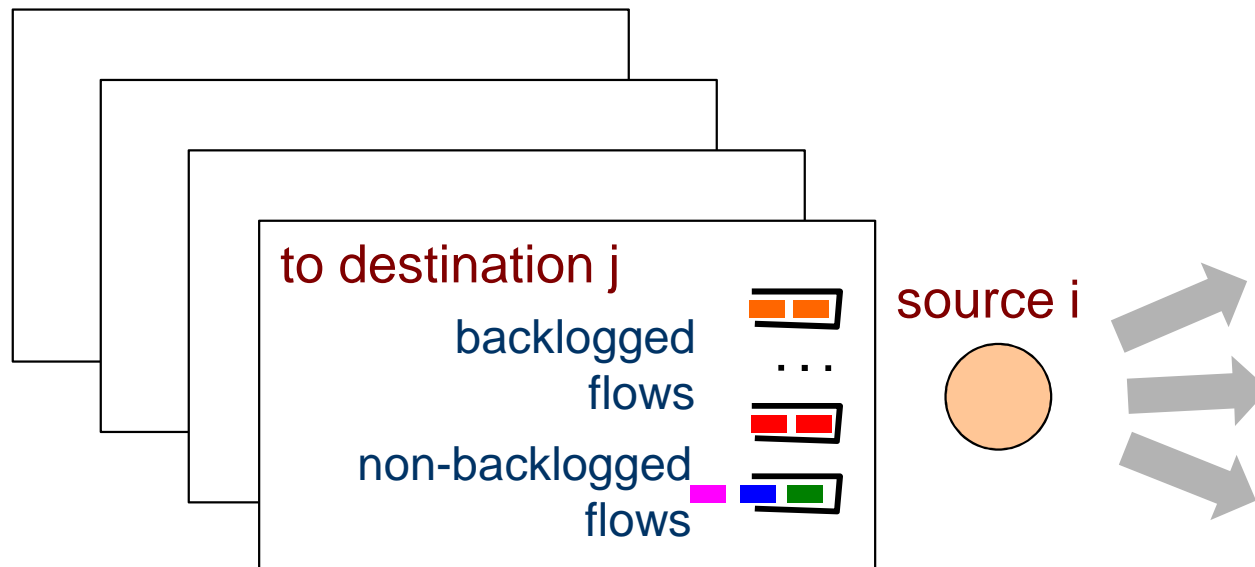 to destination j
source i
backlogged
flows
. . .
non-backlogged
flows